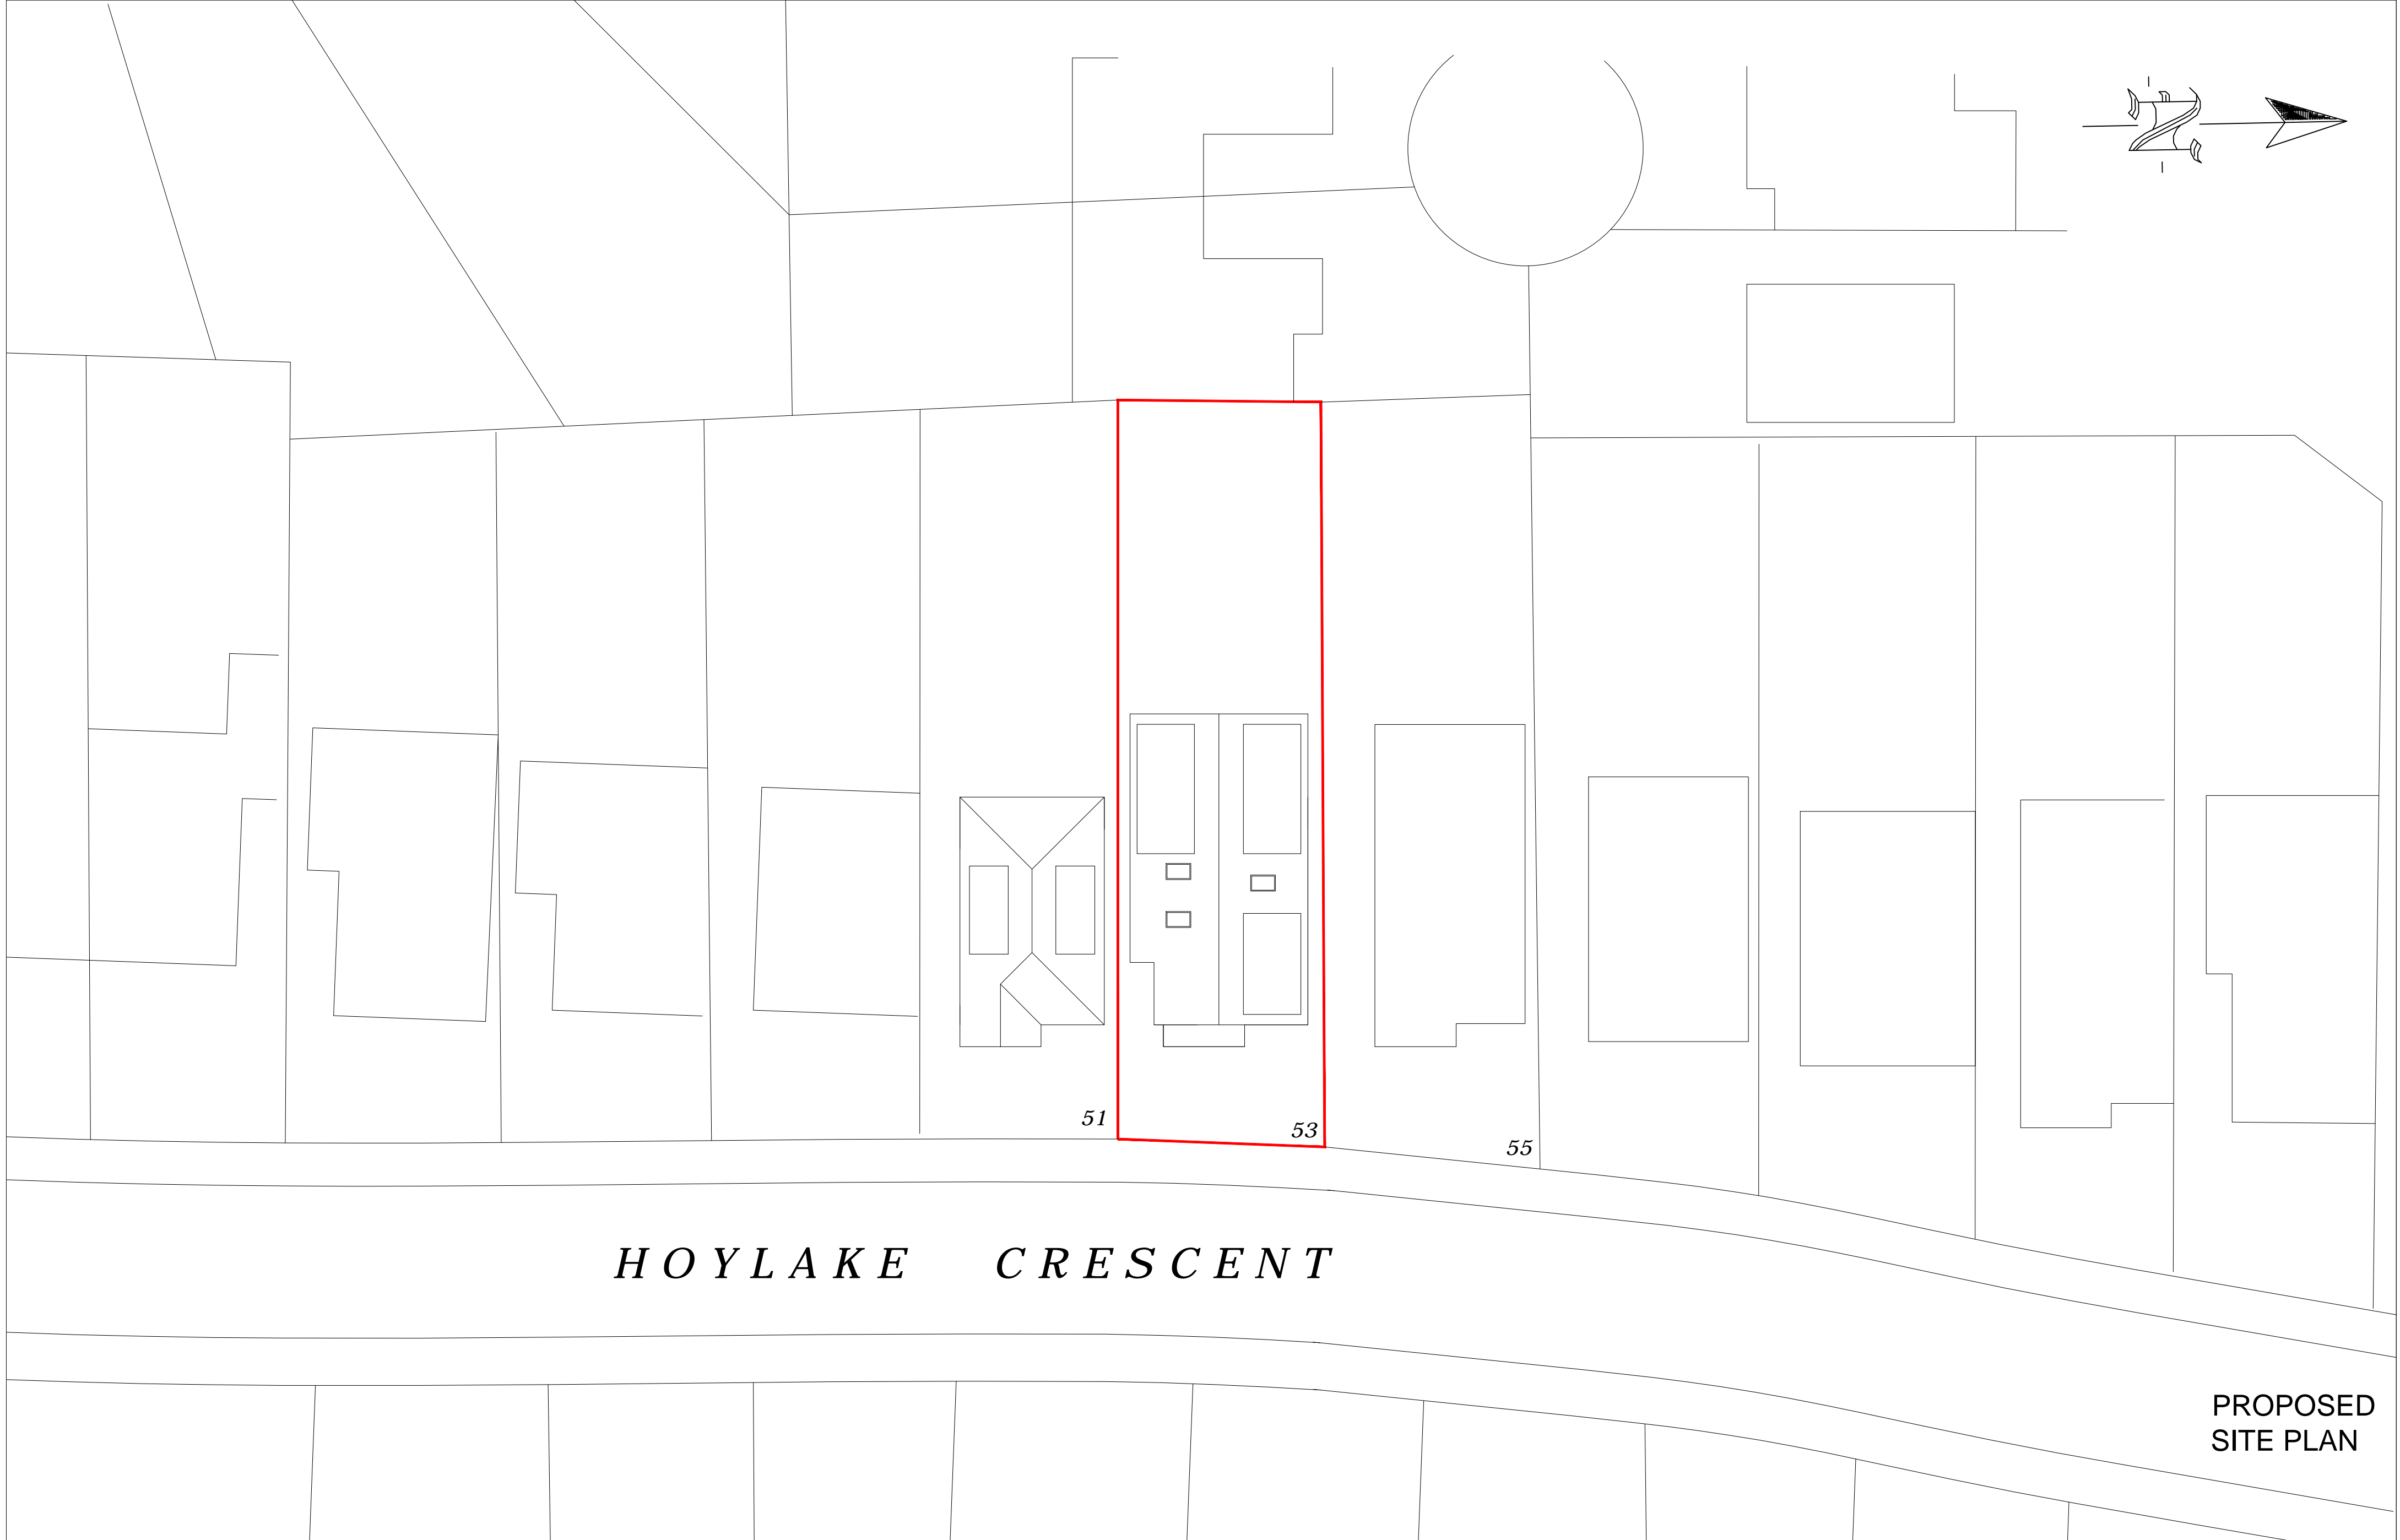 N
51
53
55
HOYLAKE CRESCENT
PROPOSED
SITE PLAN